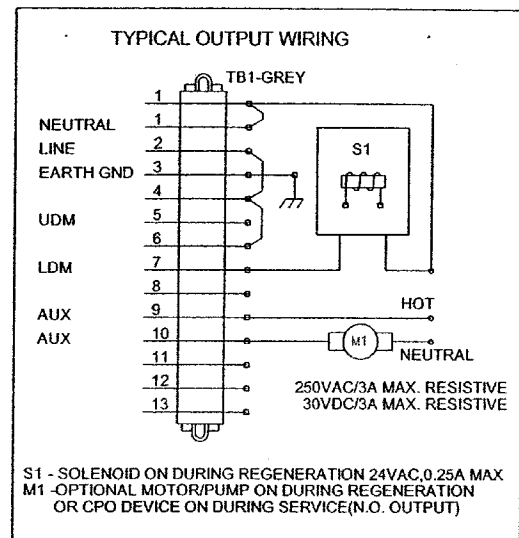 TYPICAL OUTPUT WIRING
TB1-GREY
1
NEUTRAL 1
LINE 2
EARTH GND 3
4
UDM 5
6
LDM 7
8
AUX 9
AUX 10
11
12
13
S1
HOT
M1
NEUTRAL
250VAC/3A MAX. RESISTIVE
30VDC/3A MAX. RESISTIVE
S1 - SOLENOID ON DURING REGENERATION 24VAC,0.25A MAX
M1 -OPTIONAL MOTOR/PUMP ON DURING REGENERATION
OR CPO DEVICE ON DURING SERVICE(N.O. OUTPUT)